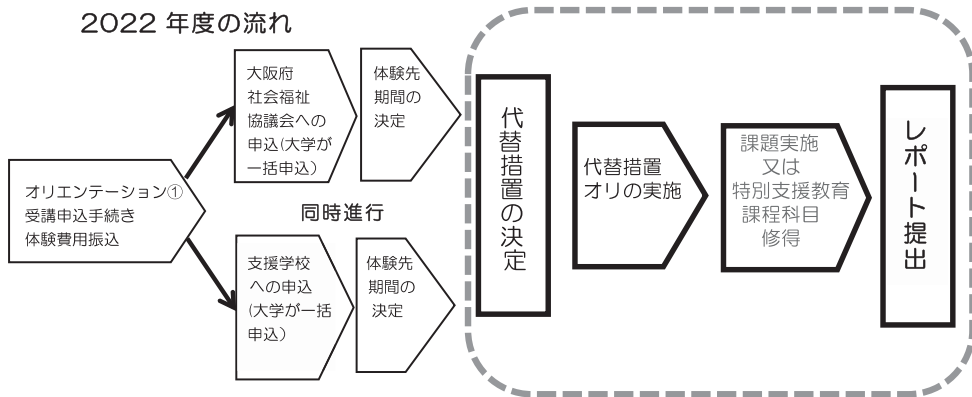 2022 年度の流れ
オリエンテーション①
受講申込手続き
体験費用振込
大阪府
社会福祉
協議会への
申込(大学が
一括申込)
体験先
期間の
決定
同時進行
支援学校
への申込
(大学が一括
申込)
体験先
期間の
決定
代替措置の決定
代替措置
オリの実施
課題実施
又は
特別支援教育
課程科目
修得
レポート提出